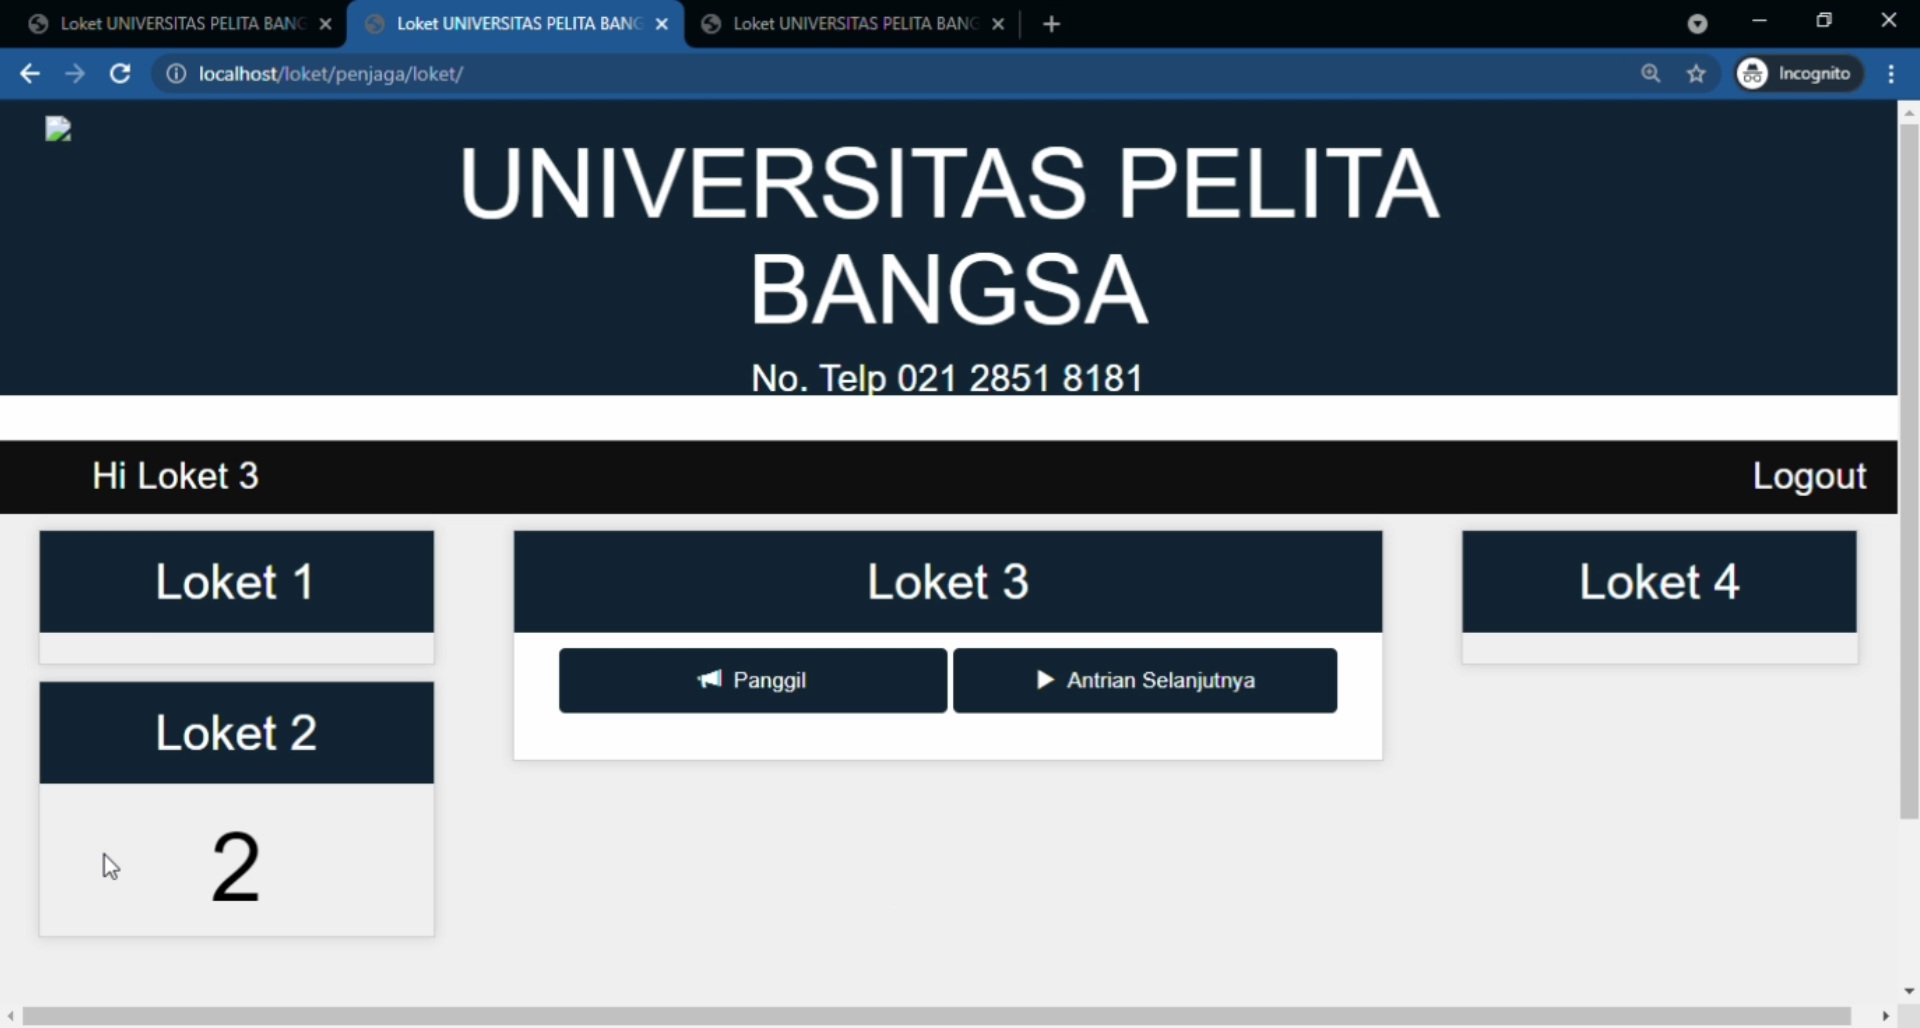 Loket UNIVERSITAS PELITA BANG
Loket UNIVERSITAS PELITA BANG
Loket UNIVERSITAS PELITA BANG
localhost/loket/penjaga/loket/
Incognito
UNIVERSITAS PELITA
BANGSA
No. Telp 021 2851 8181
Hi Loket 3
Logout
Loket 1
Loket 3
Loket 4
Panggil
Antrian Selanjutnya
Loket 2
2